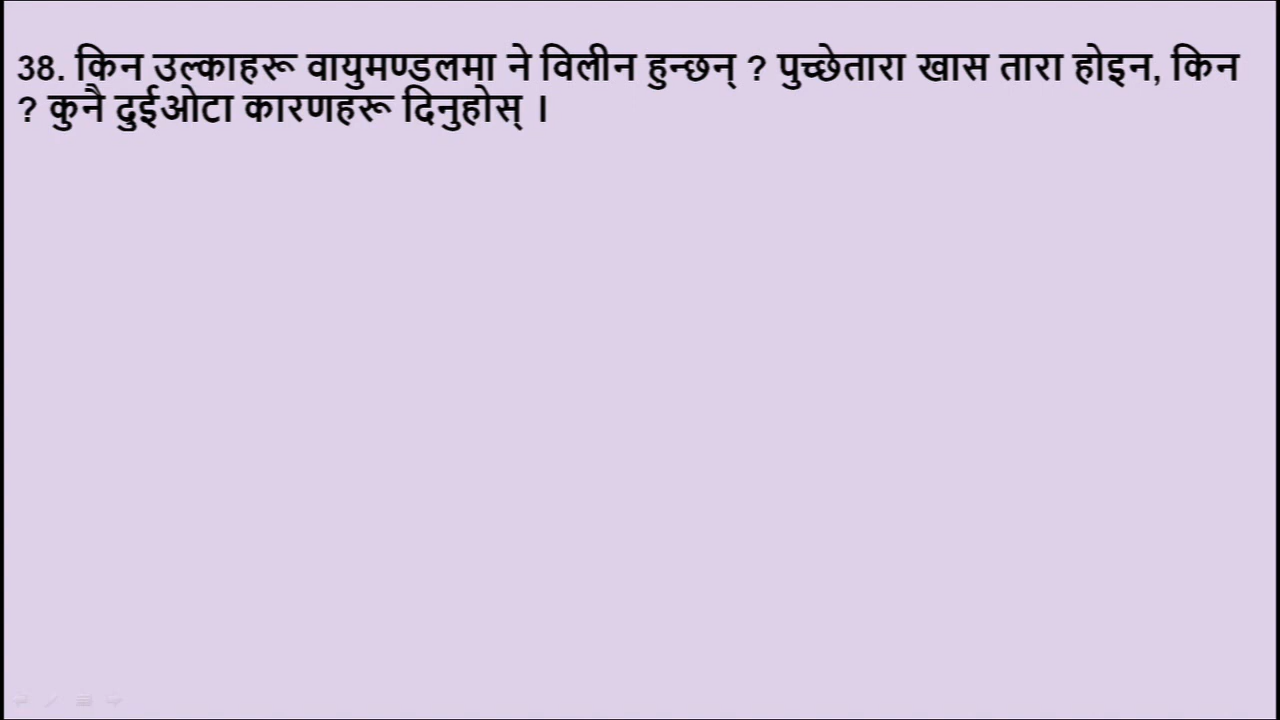 38. किन उल्काहरू वायुमण्डलमा ने विलीन हुन्छन् ? पुच्छेतारा खास तारा होइन, किन
? कुनै दुईओटा कारणहरू दिनुहोस् ।